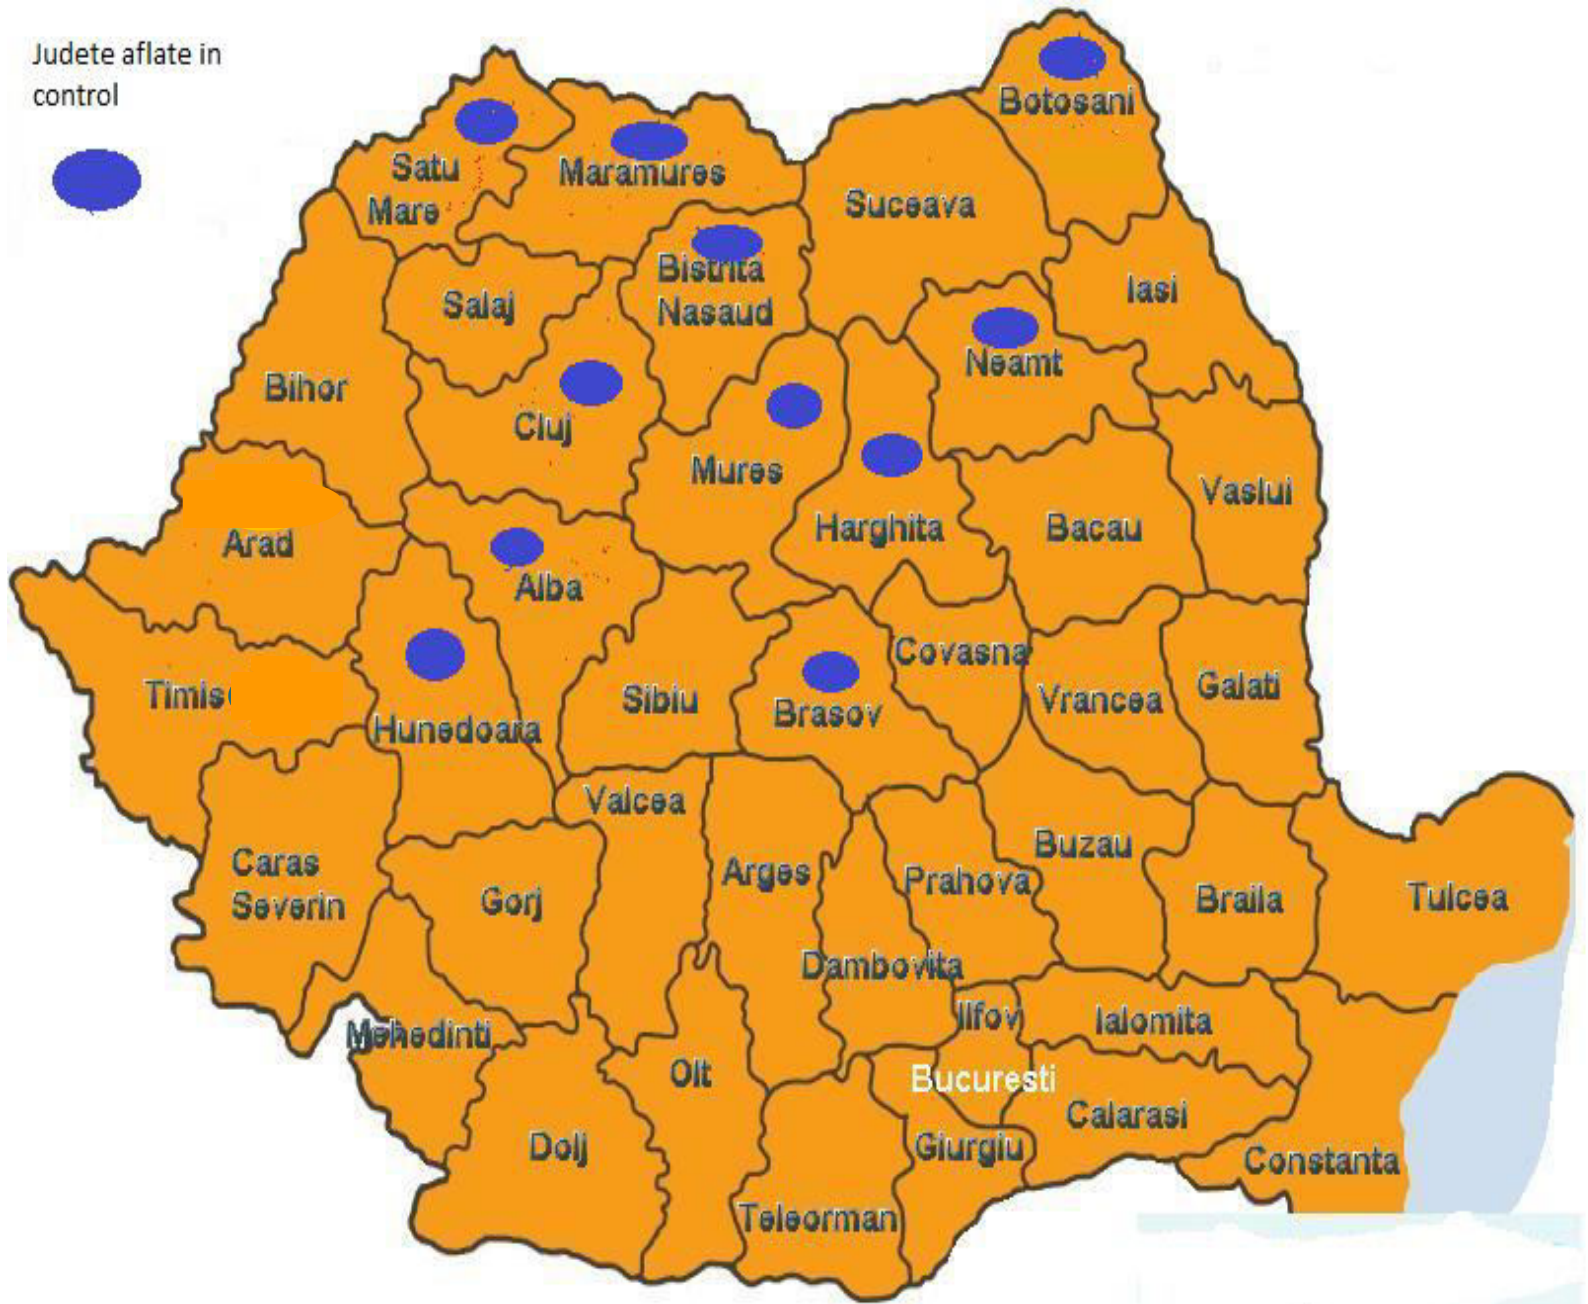 Judete aflate in
control
Botosani
Satu
Mare
Maramures
Suceava
Bistrita
Nasaud
Iasi
Salaj
Neamt
Bihor
Cluj
Mures
Vaslui
Harghita
Bacau
Arad
Alba
Covasna
Timis
Sibiu
Brasov
Vrancea
Galati
Hunedoara
Valcea
Buzau
Caras
Severin
Gorj
Arges
Prahova
Braila
Tulcea
Dambovita
Ilfov
Ialomita
Mehedinti
Olt
Bucuresti
Calarasi
Dolj
Giurgiu
Constanta
Teleorman